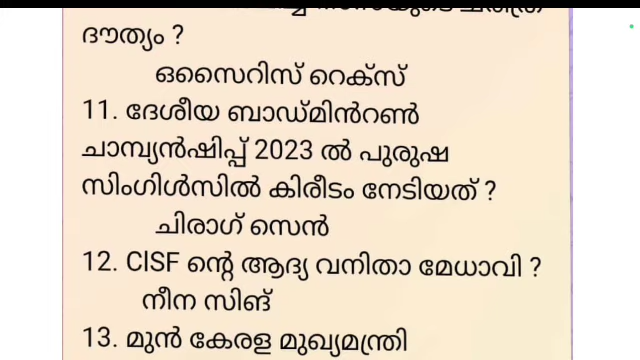 ദൗത്യം ?
ഒസൈറിസ് റെക്സ്
11. ദേശീയ ബാഡ്മിൻറൺ
ചാമ്പ്യൻഷിപ്പ് 2023 ൽ പുരുഷ
സിംഗിൾസിൽ കിരീടം നേടിയത് ?
ചിരാഗ് സെൻ
12. CISF ന്റെ ആദ്യ വനിതാ മേധാവി ?
നീന സിങ്
13. മുൻ കേരള മുഖ്യമന്ത്രി